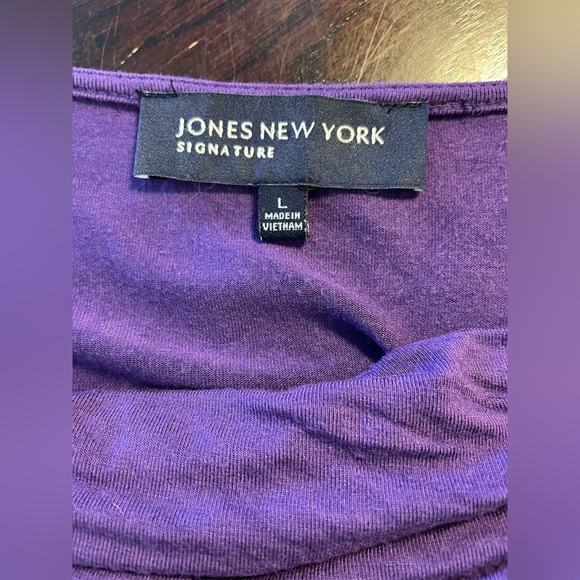 JONES NEW YORK
SIGNATURE
L
MADE IN
VIETNAM